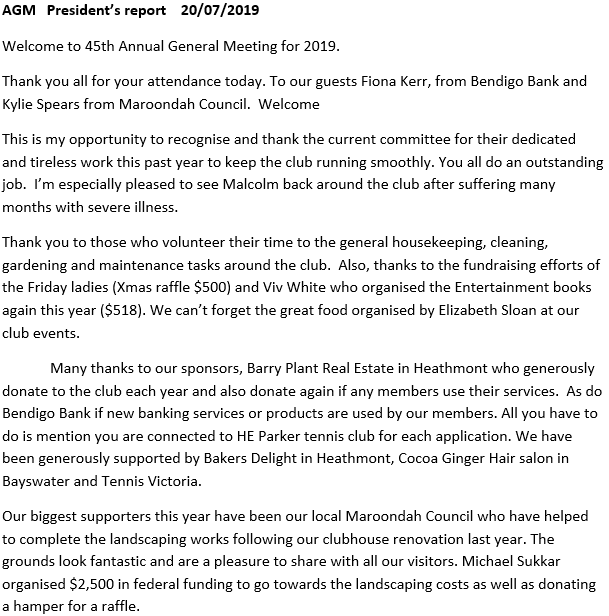 AGM President's report 20/07/2019
Welcome to 45th Annual General Meeting for 2019.
Thank you all for your attendance today. To our guests Fiona Kerr, from Bendigo Bank and
Kylie Spears from Maroondah Council. Welcome
This is my opportunity to recognise and thank the current committee for their dedicated
and tireless work this past year to keep the club running smoothly. You all do an outstanding
job. I'm especially pleased to see Malcolm back around the club after suffering many
months with severe illness.
Thank you to those who volunteer their time to the general housekeeping, cleaning,
gardening and maintenance tasks around the club. Also, thanks to the fundraising efforts of
the Friday ladies (Xmas raffle $500) and Viv White who organised the Entertainment books
again this year ($518). We can't forget the great food organised by Elizabeth Sloan at our
club events.
Many thanks to our sponsors, Barry Plant Real Estate in Heathmont who generously
donate to the club each year and also donate again if any members use their services. As do
Bendigo Bank if new banking services or products are used by our members. All you have to
do is mention you are connected to HE Parker tennis club for each application. We have
been generously supported by Bakers Delight in Heathmont, Cocoa Ginger Hair salon in
Bayswater and Tennis Victoria.
Our biggest supporters this year have been our local Maroondah Council who have helped
to complete the landscaping works following our clubhouse renovation last year. The
grounds look fantastic and are a pleasure to share with all our visitors. Michael Sukkar
organised $2,500 in federal funding to go towards the landscaping costs as well as donating
a hamper for a raffle.